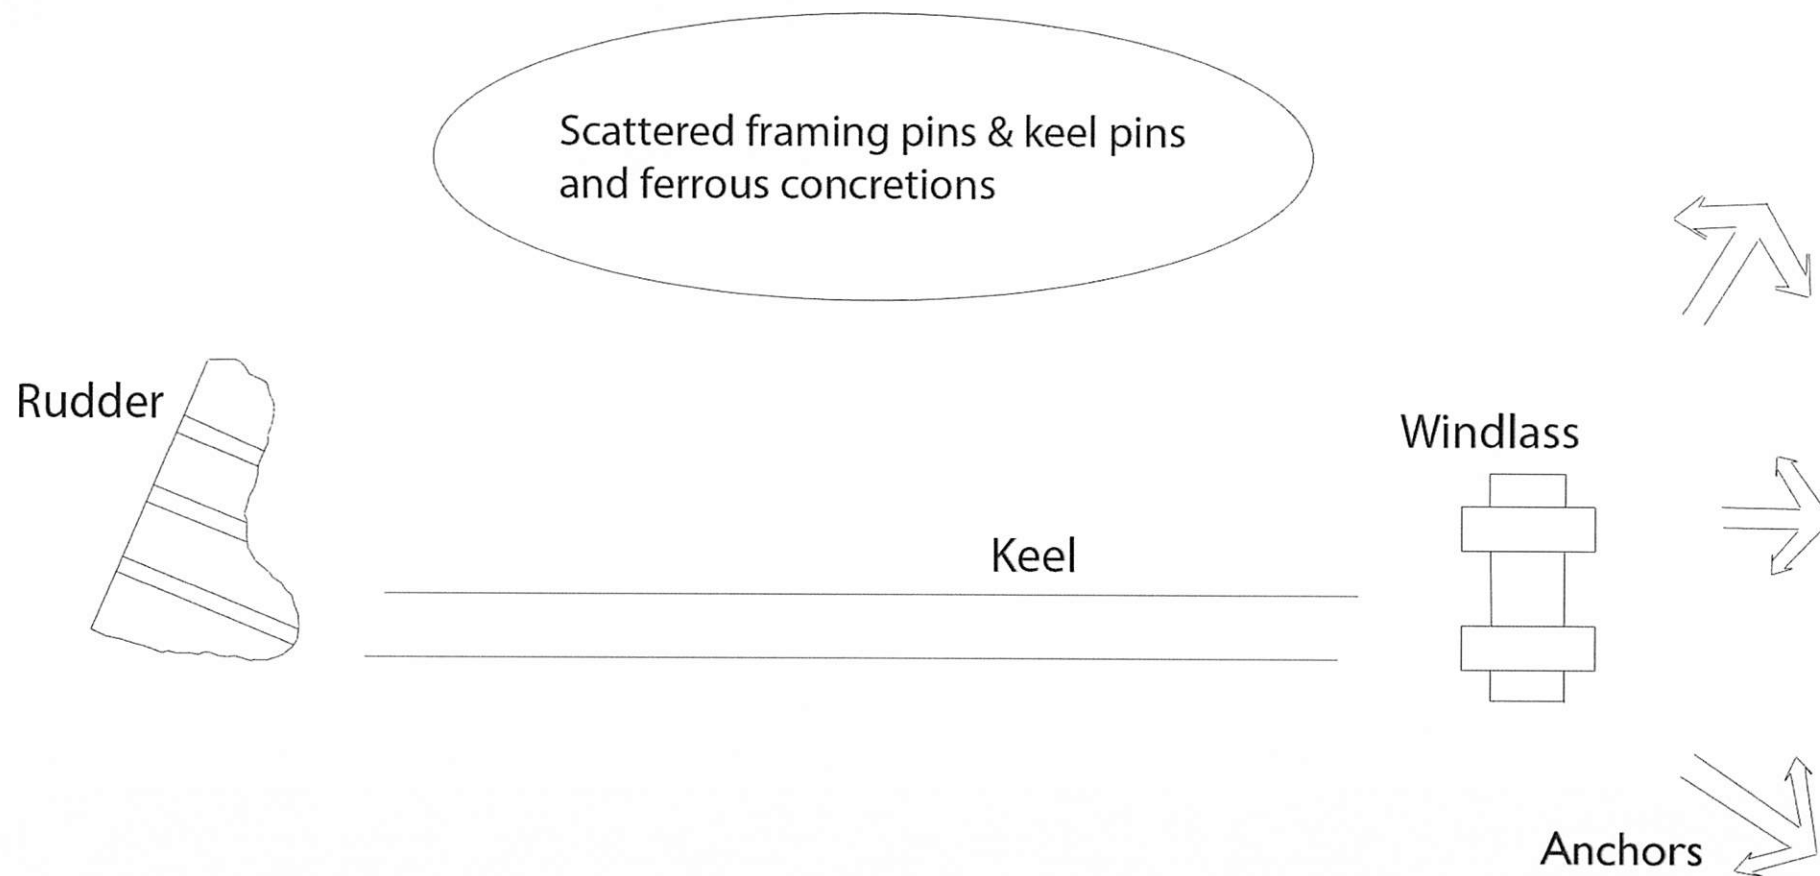 Scattered framing pins & keel pins
and ferrous concretions
Rudder
Windlass
Keel
Anchors